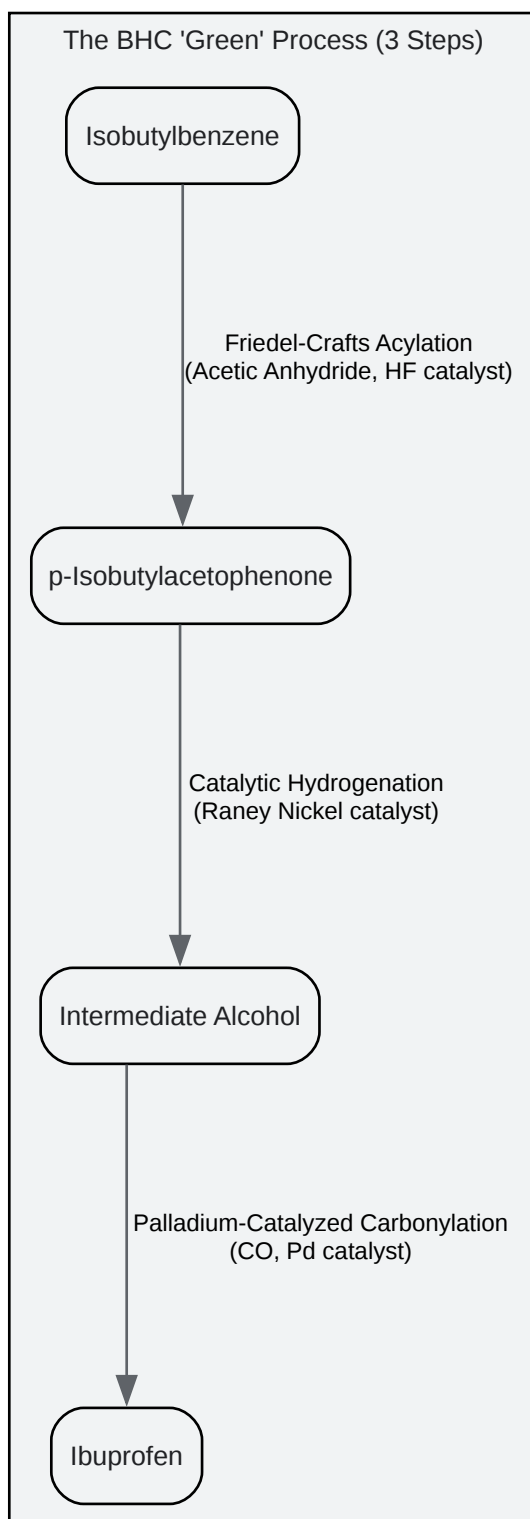 The BHC 'Green' Process (3 Steps)
Isobutylbenzene
Friedel-Crafts Acylation
(Acetic Anhydride, HF catalyst)
p-Isobutylacetophenone
Catalytic Hydrogenation
(Raney Nickel catalyst)
Intermediate Alcohol
Palladium-Catalyzed Carbonylation
(CO, Pd catalyst)
Ibuprofen